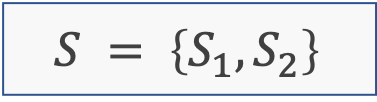 S = {S₁, S₂}